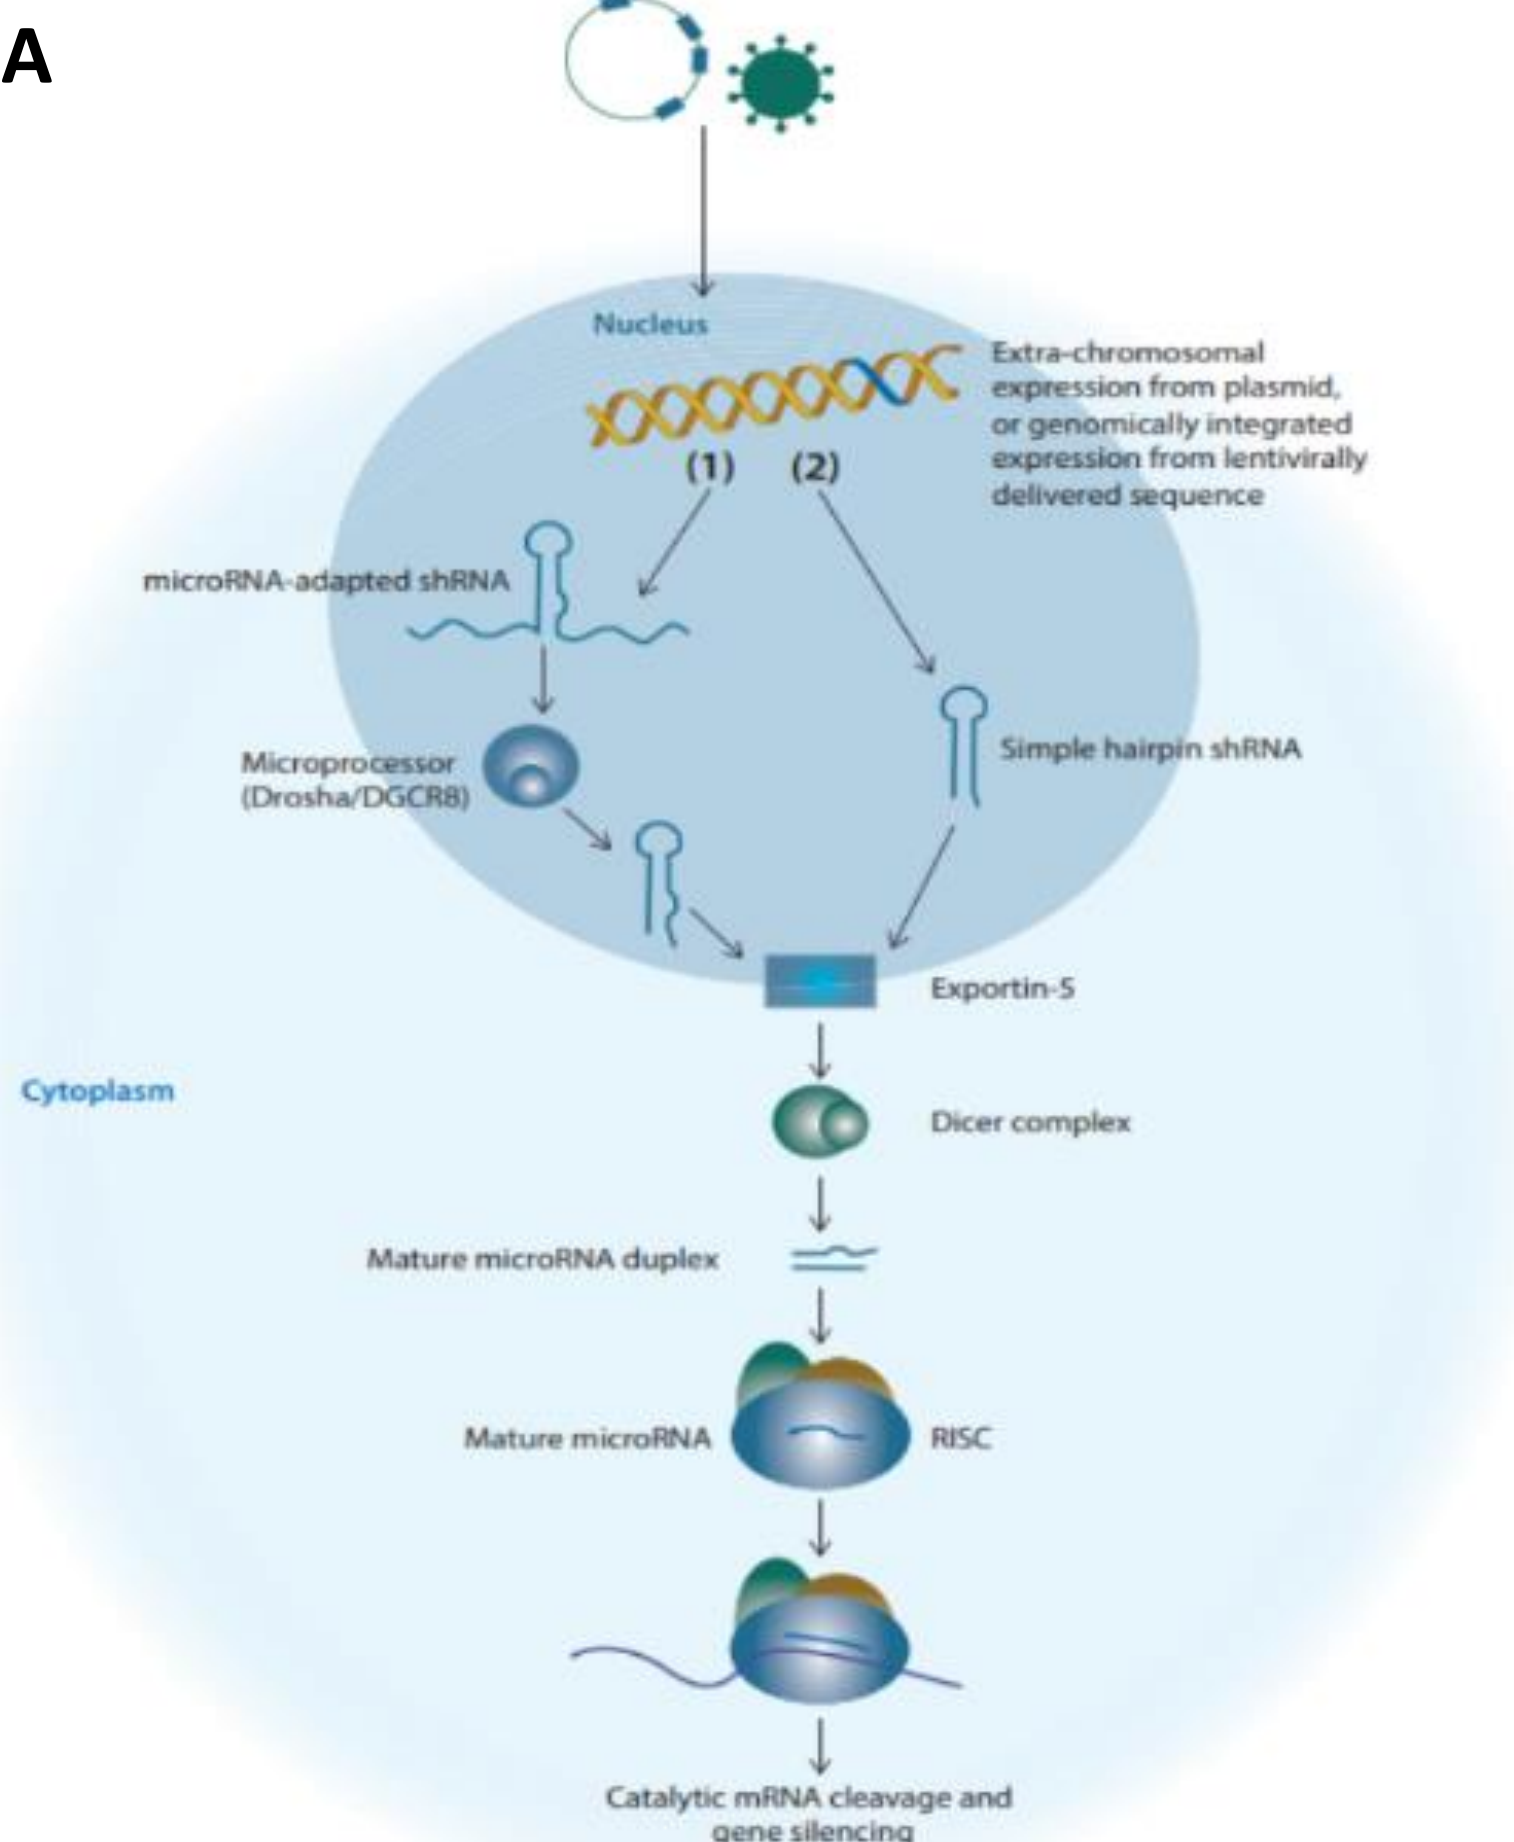 A
Nucleus
Extra-chromosomal
expression from plasmid,
or genomically integrated
expression from lentivirally
delivered sequence
(1) (2)
microRNA-adapted shRNA
Simple hairpin shRNA
Microprocessor
(Drosha/DGCR8)
Exportin-5
Cytoplasm
Dicer complex
Mature microRNA duplex
Mature microRNA
RISC
Catalytic mRNA cleavage and
gene silencing